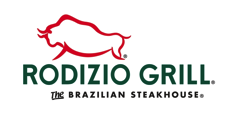 RODIZIO GRILL®
The BRAZILIAN STEAKHOUSE®